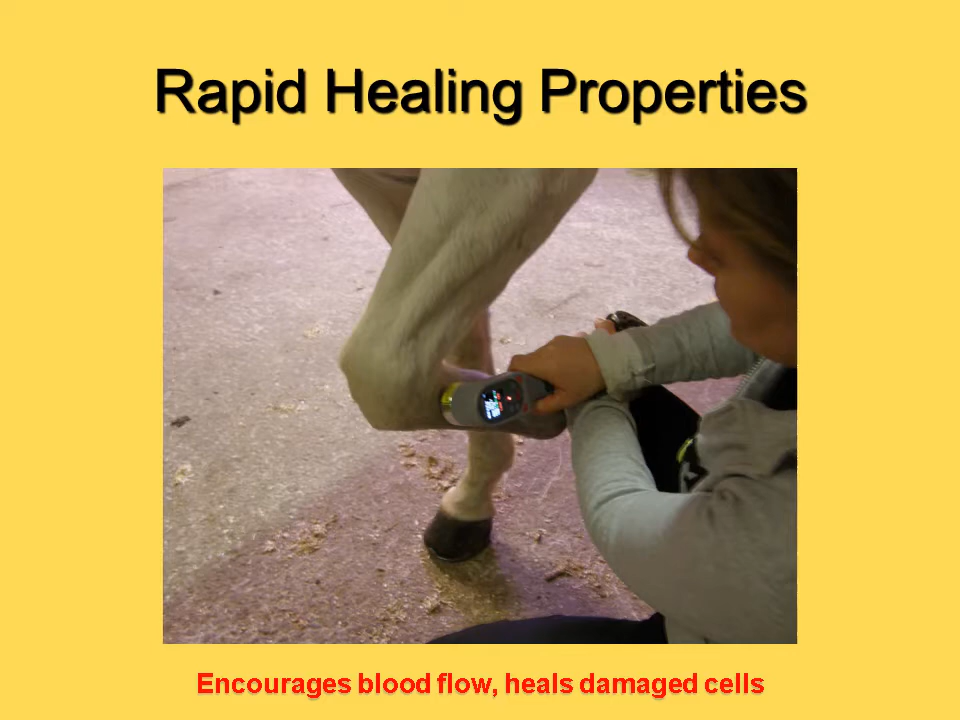 Rapid Healing Properties
Encourages blood flow, heals damaged cells